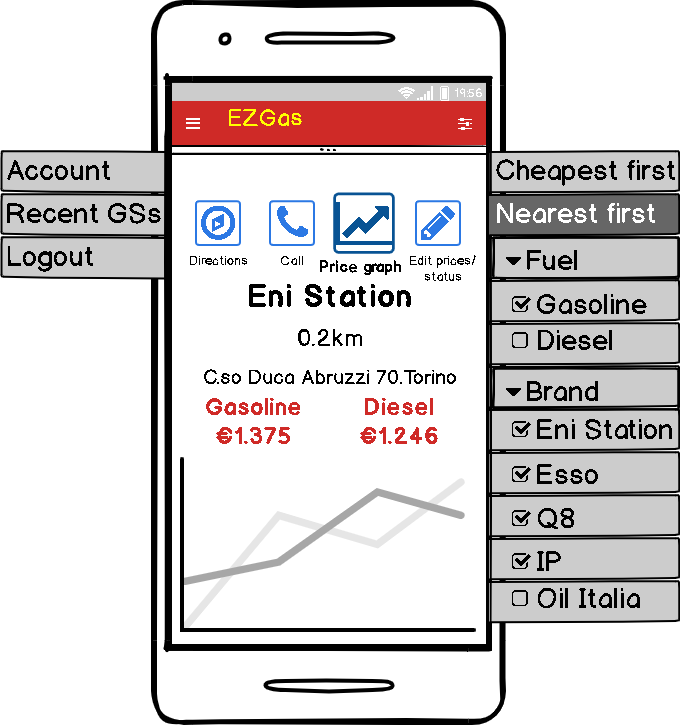 19:56
EZGas
Account
Recent GSs
Logout
Directions
Call
Price graph
Edit prices/
status
Eni Station
0.2km
C.so Duca Abruzzi 70.Torino
Gasoline
Diesel
€1.375
€1.246
Cheapest first
Nearest first
Fuel
Gasoline
Diesel
Brand
Eni Station
Esso
Q8
IP
Oil Italia